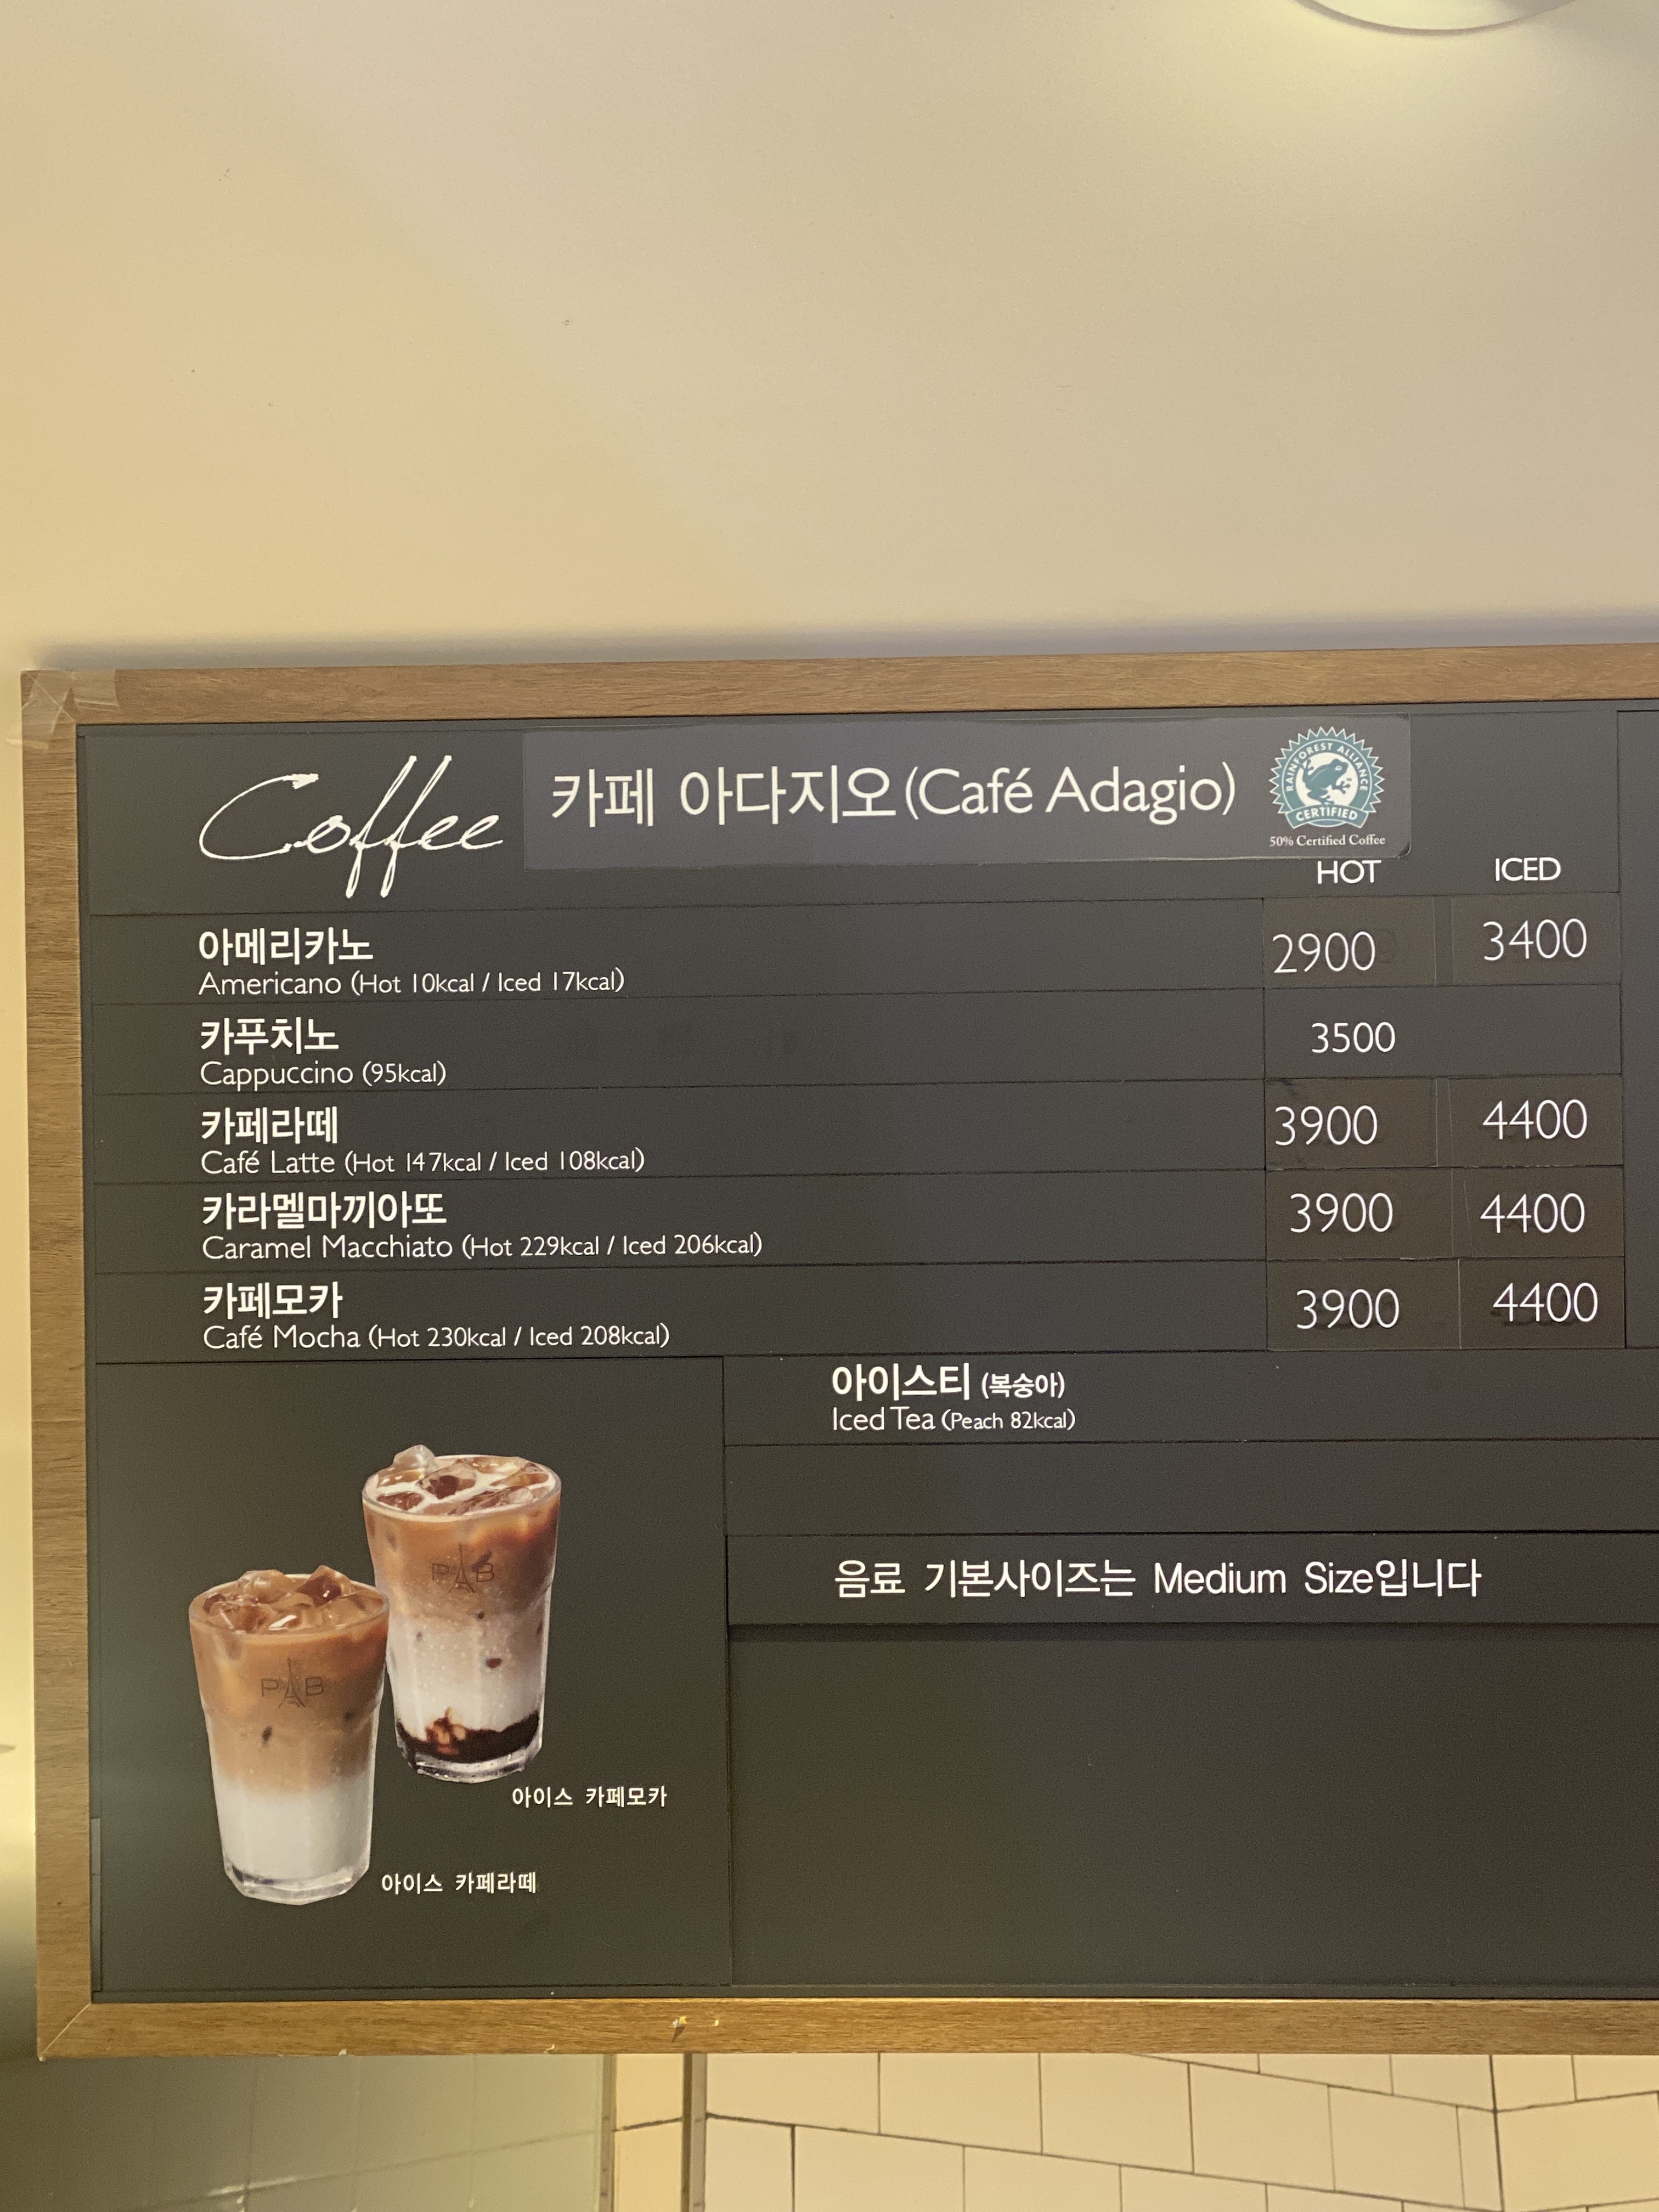 Coffee
카페 아다지오(Café Adagio)
RAINFOREST ALLIANCE
CERTIFIED
50% Certified Coffee
HOT ICED
아메리카노
Americano (Hot 10kcal / Iced 17kcal)
2900 3400
카푸치노
Cappuccino (95kcal)
3500
카페라떼
Café Latte (Hot 147kcal / Iced 108kcal)
3900 4400
카라멜마끼아또
Caramel Macchiato (Hot 229kcal / Iced 206kcal)
3900 4400
카페모카
Café Mocha (Hot 230kcal / Iced 208kcal)
3900 4400
아이스티 (복숭아)
Iced Tea (Peach 82kcal)
음료 기본사이즈는 Medium Size입니다
PAB
PAB
아이스 카페모카
아이스 카페라떼